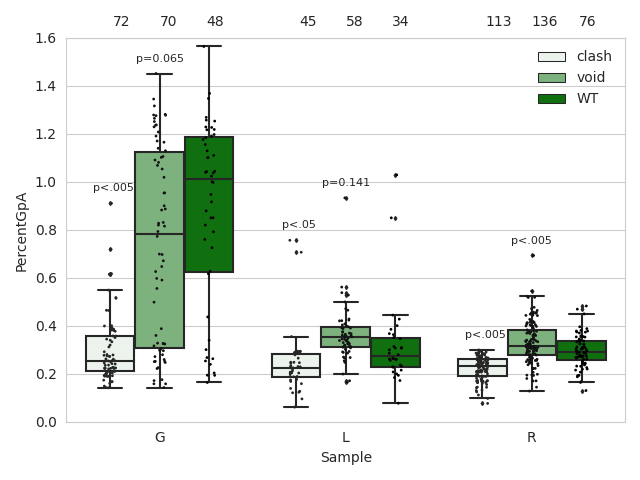 72 70 48 45 58 34 113 136 76
1.6
1.4
1.2
1.0
0.8
0.6
0.4
0.2
0.0
PercentGpA
p<.005
p=0.065
p<.05
p=0.141
p<.005
p<.005
clash
void
WT
G L R
Sample